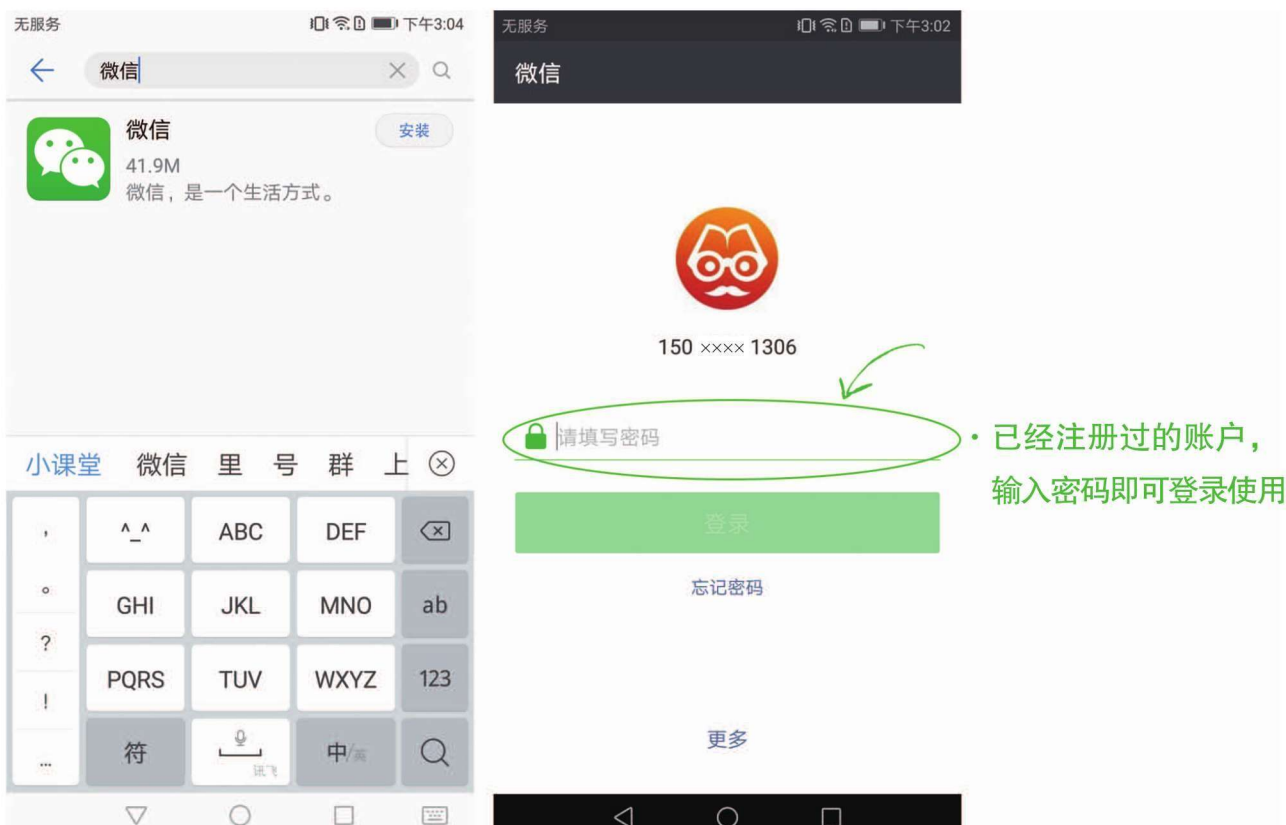 无服务 下午3:04
微信
微信
安装
41.9M
微信，是一个生活方式。
小课堂 微信 里 号 群 上
， ^_^ ABC DEF
。 GHI JKL MNO ab
?
PQRS TUV WXYZ 123
!
... 符 讯飞 中/英
无服务 下午3:02
微信
150 ×××× 1306
请填写密码
登录
忘记密码
更多
· 已经注册过的账户，
输入密码即可登录使用